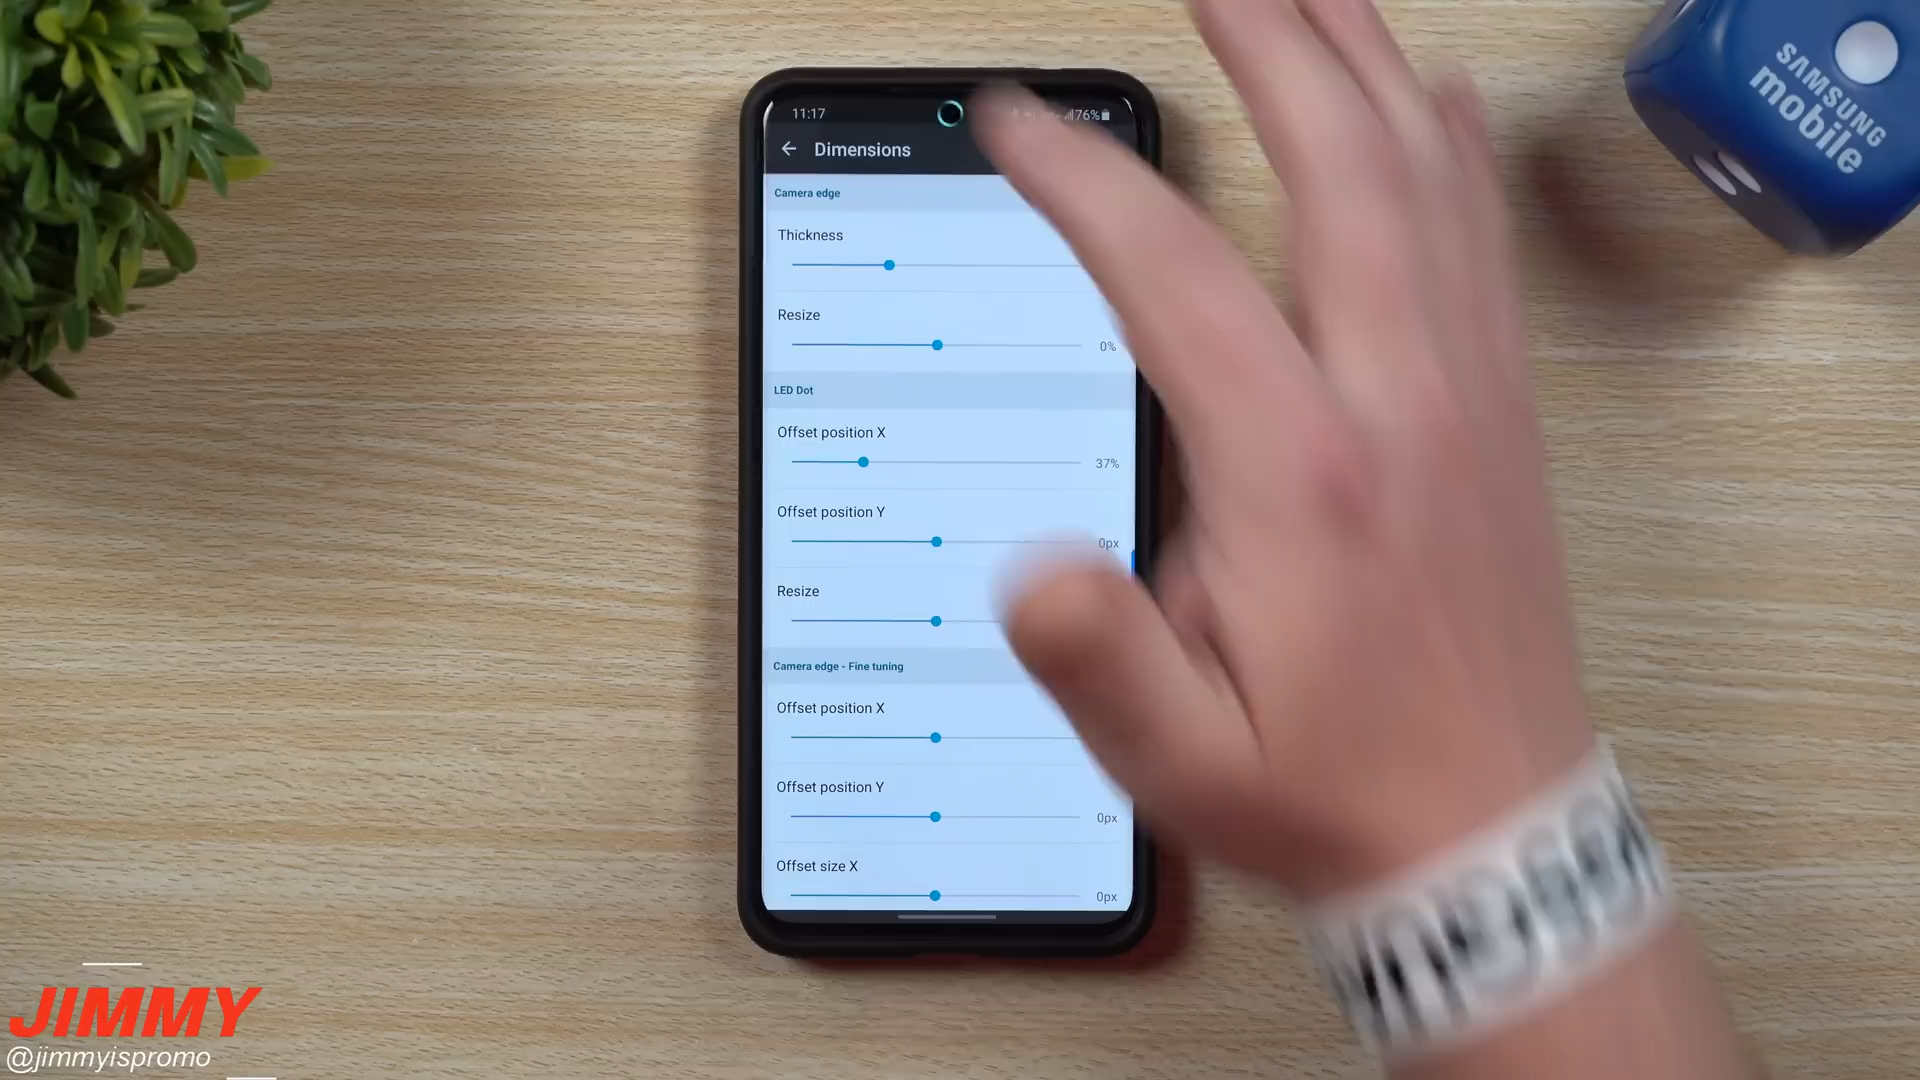 11:17
76%
Dimensions
Camera edge
Thickness
Resize
0%
LED Dot
Offset position X
37%
Offset position Y
0px
Resize
Camera edge - Fine tuning
Offset position X
Offset position Y
0px
Offset size X
0px
SAMSUNG
mobile
JIMMY
@jimmyispromo